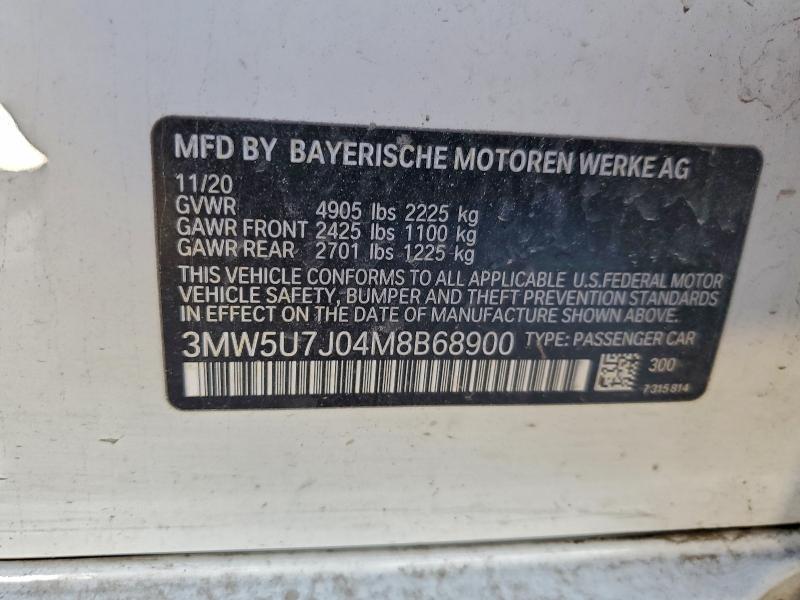 MFD BY BAYERISCHE MOTOREN WERKE AG
11/20
GVWR 4905 lbs 2225 kg
GAWR FRONT 2425 lbs 1100 kg
GAWR REAR 2701 lbs 1225 kg
THIS VEHICLE CONFORMS TO ALL APPLICABLE U.S.FEDERAL MOTOR
VEHICLE SAFETY, BUMPER AND THEFT PREVENTION STANDARDS
IN EFFECT ON THE DATE OF MANUFACTURE SHOWN ABOVE.
3MW5U7J04M8B68900 TYPE: PASSENGER CAR
300
7315814